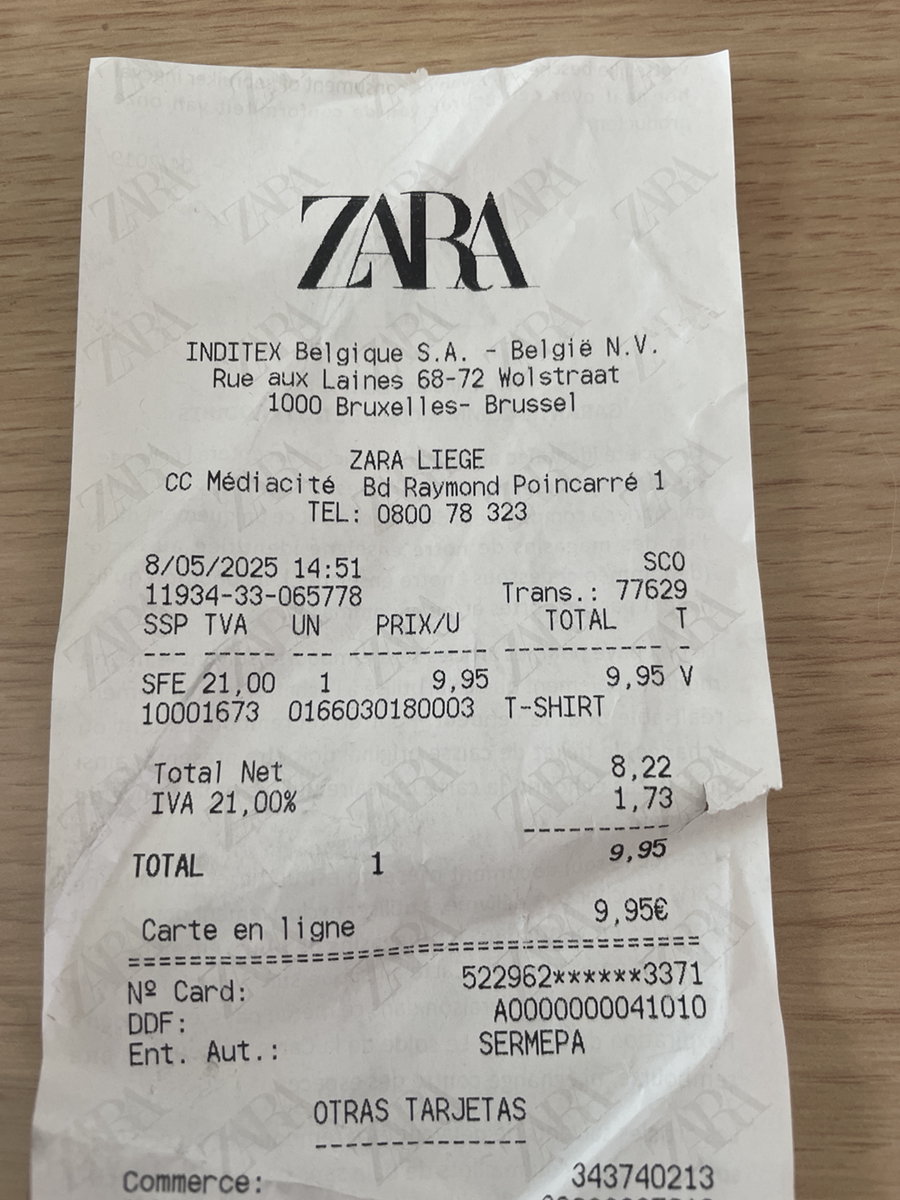 ZARA
INDITEX Belgique S.A. - België N.V.
Rue aux Laines 68-72 Wolstraat
1000 Bruxelles- Brussel
ZARA LIEGE
CC Médiacité Bd Raymond Poincarré 1
TEL: 0800 78 323
8/05/2025 14:51 SCO
11934-33-065778 Trans.: 77629
SSP TVA UN PRIX/U TOTAL T
--- ----- --- ---------- ----------- -
SFE 21,00 1 9,95 9,95 V
10001673 0166030180003 T-SHIRT
Total Net 8,22
IVA 21,00% 1,73
----------
TOTAL 1 9,95
Carte en ligne 9,95€
========================================
Nº Card: 522962******3371
DDF: A0000000041010
Ent. Aut.: SERMEPA
OTRAS TARJETAS
---------------
Commerce: 343740213